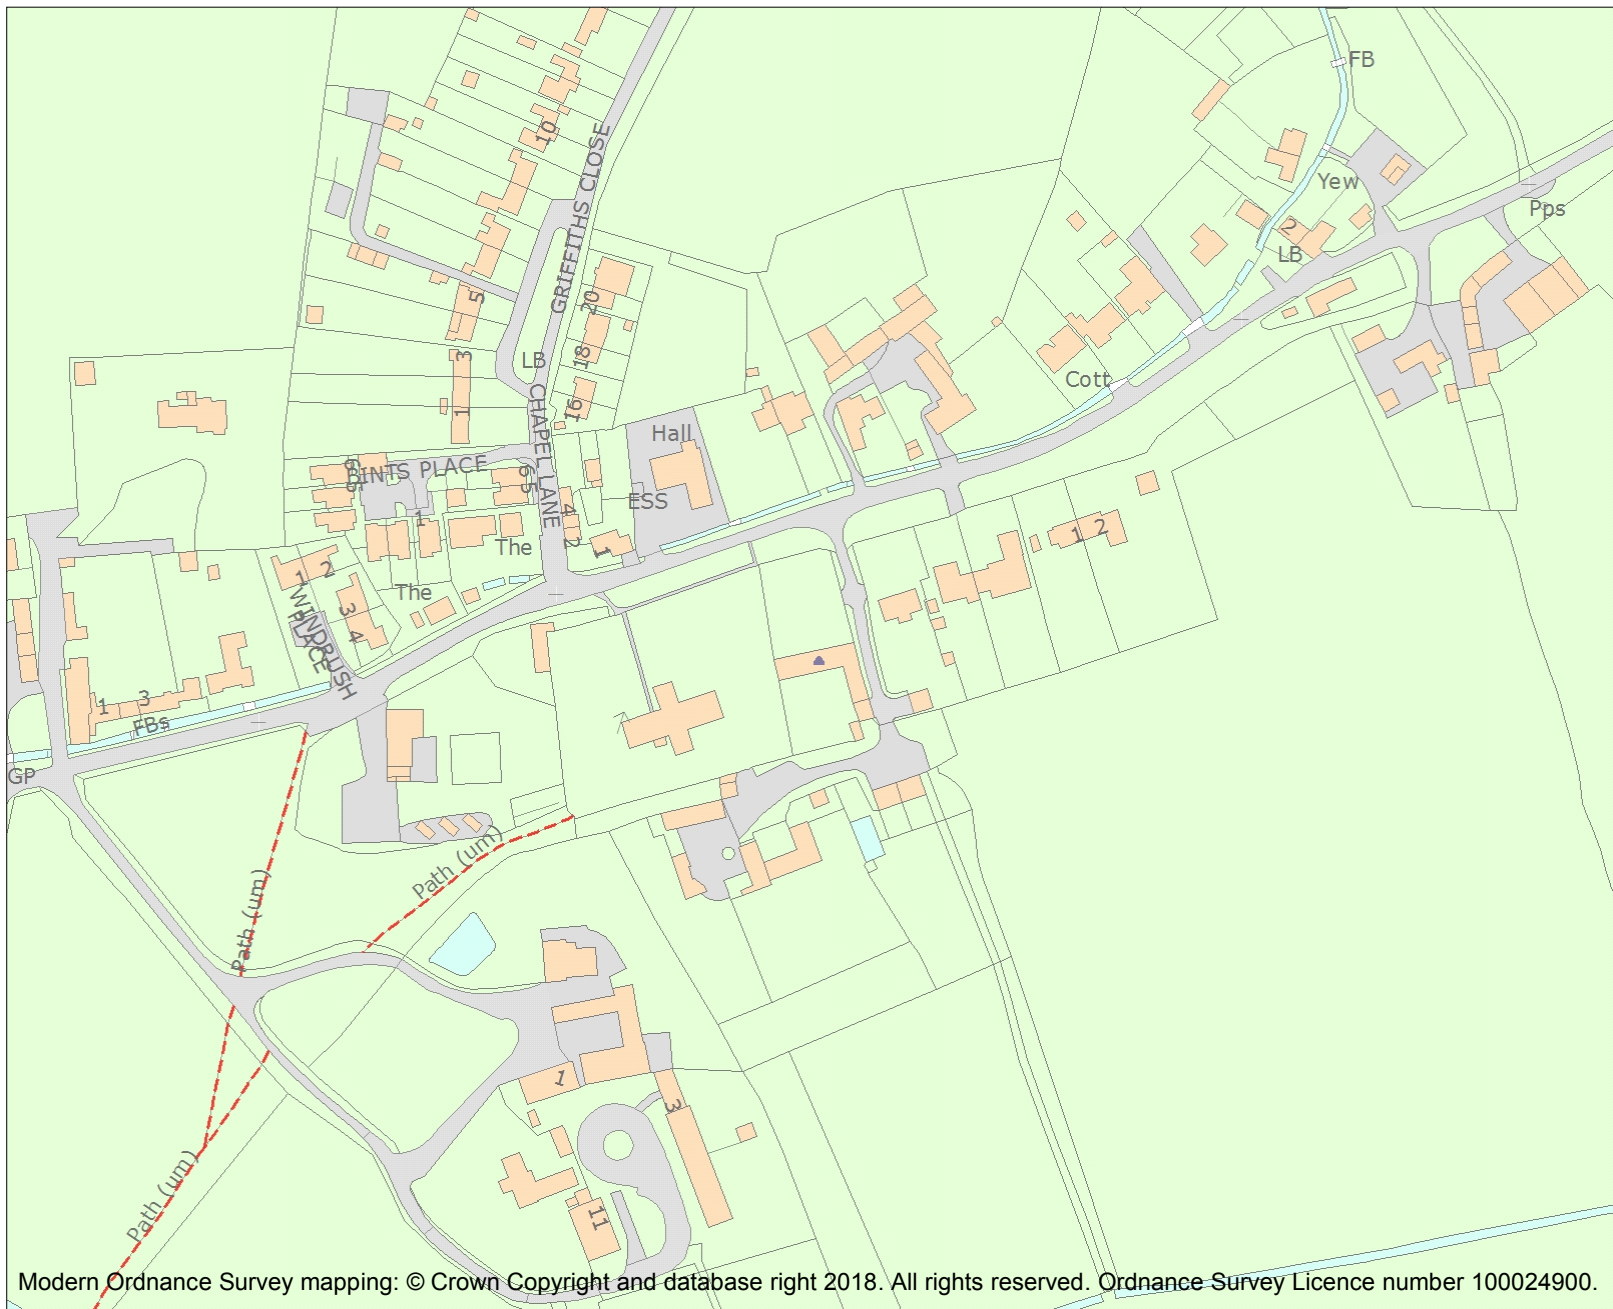 FB
10
GRIFFITHS CLOSE
Yew
Pps
2
LB
5
20
18
LB
3
Cott
1
16
CHAPEL LANE
Hall
BINTS PLACE
65
4
ESS
1
2
1
The
1 2
1 2
The
3 4
WINDRUSH
PLACE
1
3
FBs
GP
Path (um)
Path (um)
1
3
Path (um)
11
Modern Ordnance Survey mapping: © Crown Copyright and database right 2018. All rights reserved. Ordnance Survey Licence number 100024900.